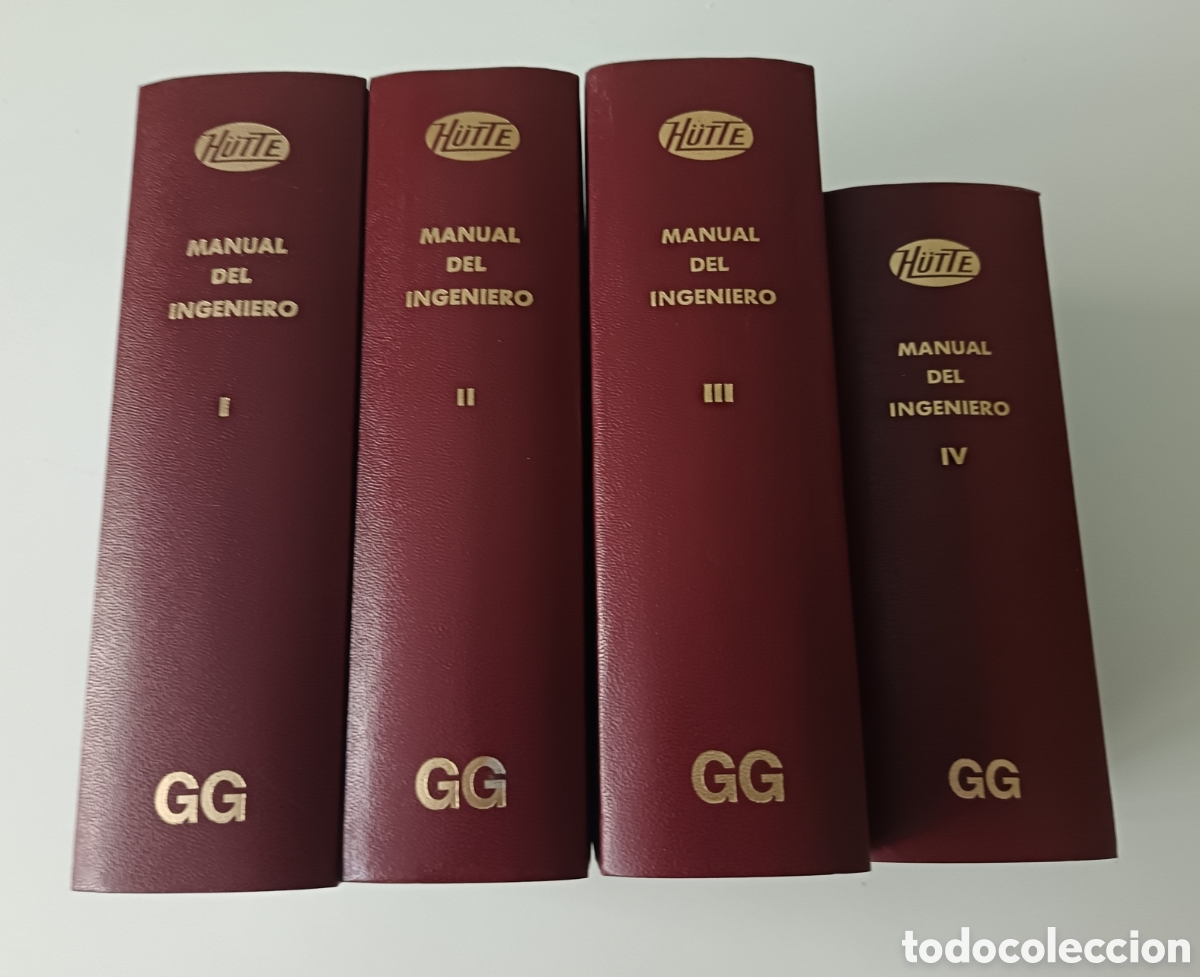 HÜTTE
MANUAL
DEL
INGENIERO
I
GG
HÜTTE
MANUAL
DEL
INGENIERO
II
GG
HÜTTE
MANUAL
DEL
INGENIERO
III
GG
HÜTTE
MANUAL
DEL
INGENIERO
IV
GG
todocoleccion